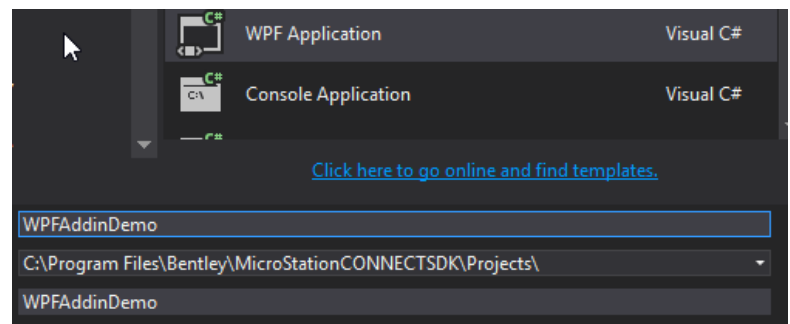 C#
WPF Application Visual C#
C#
C:\
Console Application Visual C#
C#
Click here to go online and find templates.
WPFAddinDemo
C:\Program Files\Bentley\MicroStationCONNECTSDK\Projects\
WPFAddinDemo